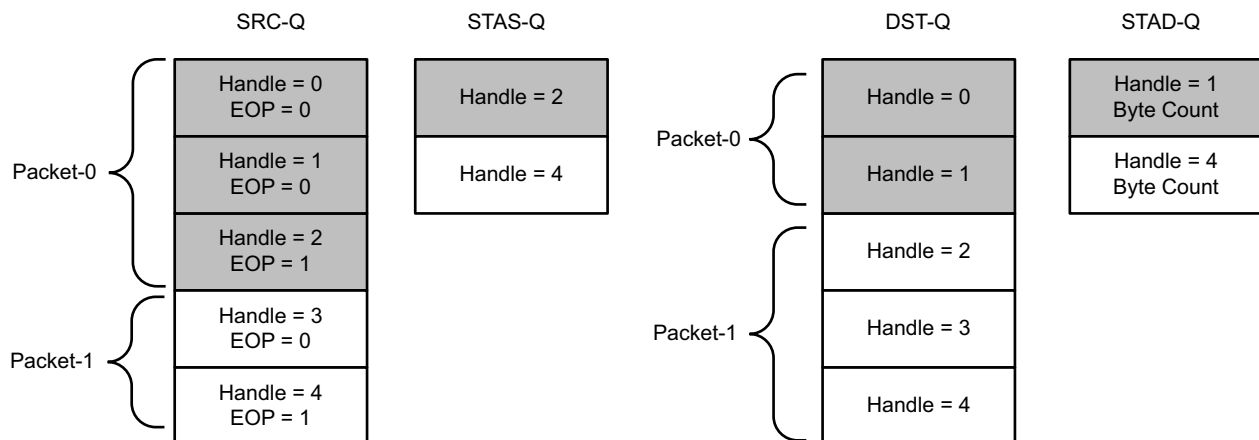 SRC-Q
STAS-Q
DST-Q
STAD-Q
Packet-0
Handle = 0
EOP = 0
Handle = 1
EOP = 0
Handle = 2
EOP = 1
Packet-1
Handle = 3
EOP = 0
Handle = 4
EOP = 1
Handle = 2
Handle = 4
Packet-0
Handle = 0
Handle = 1
Packet-1
Handle = 2
Handle = 3
Handle = 4
Handle = 1
Byte Count
Handle = 4
Byte Count